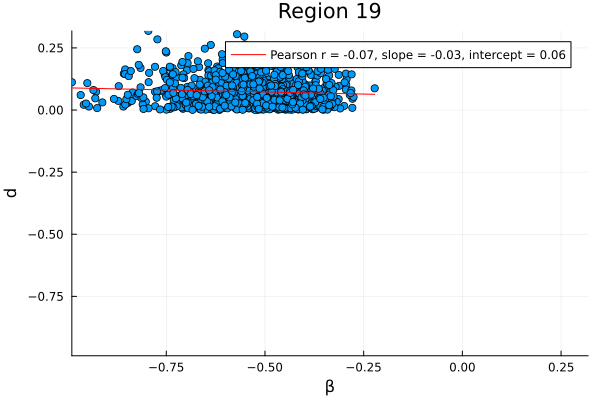 Region 19
Pearson r = -0.07, slope = -0.03, intercept = 0.06
0.25
0.00
−0.25
−0.50
−0.75
d
−0.75 −0.50 −0.25 0.00 0.25
β